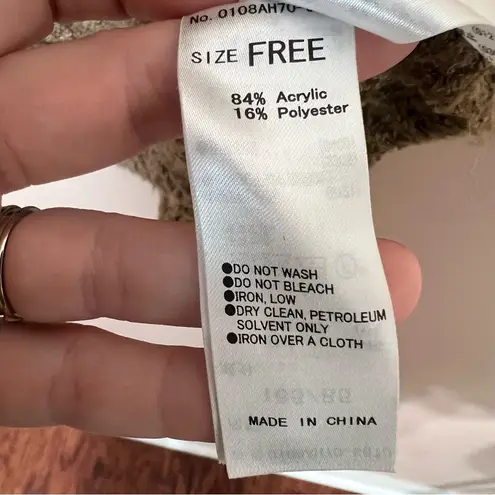 No. 0108AH70-
SIZE FREE
84% Acrylic
16% Polyester
●DO NOT WASH
●DO NOT BLEACH
●IRON, LOW
●DRY CLEAN, PETROLEUM
SOLVENT ONLY
●IRON OVER A CLOTH
MADE IN CHINA